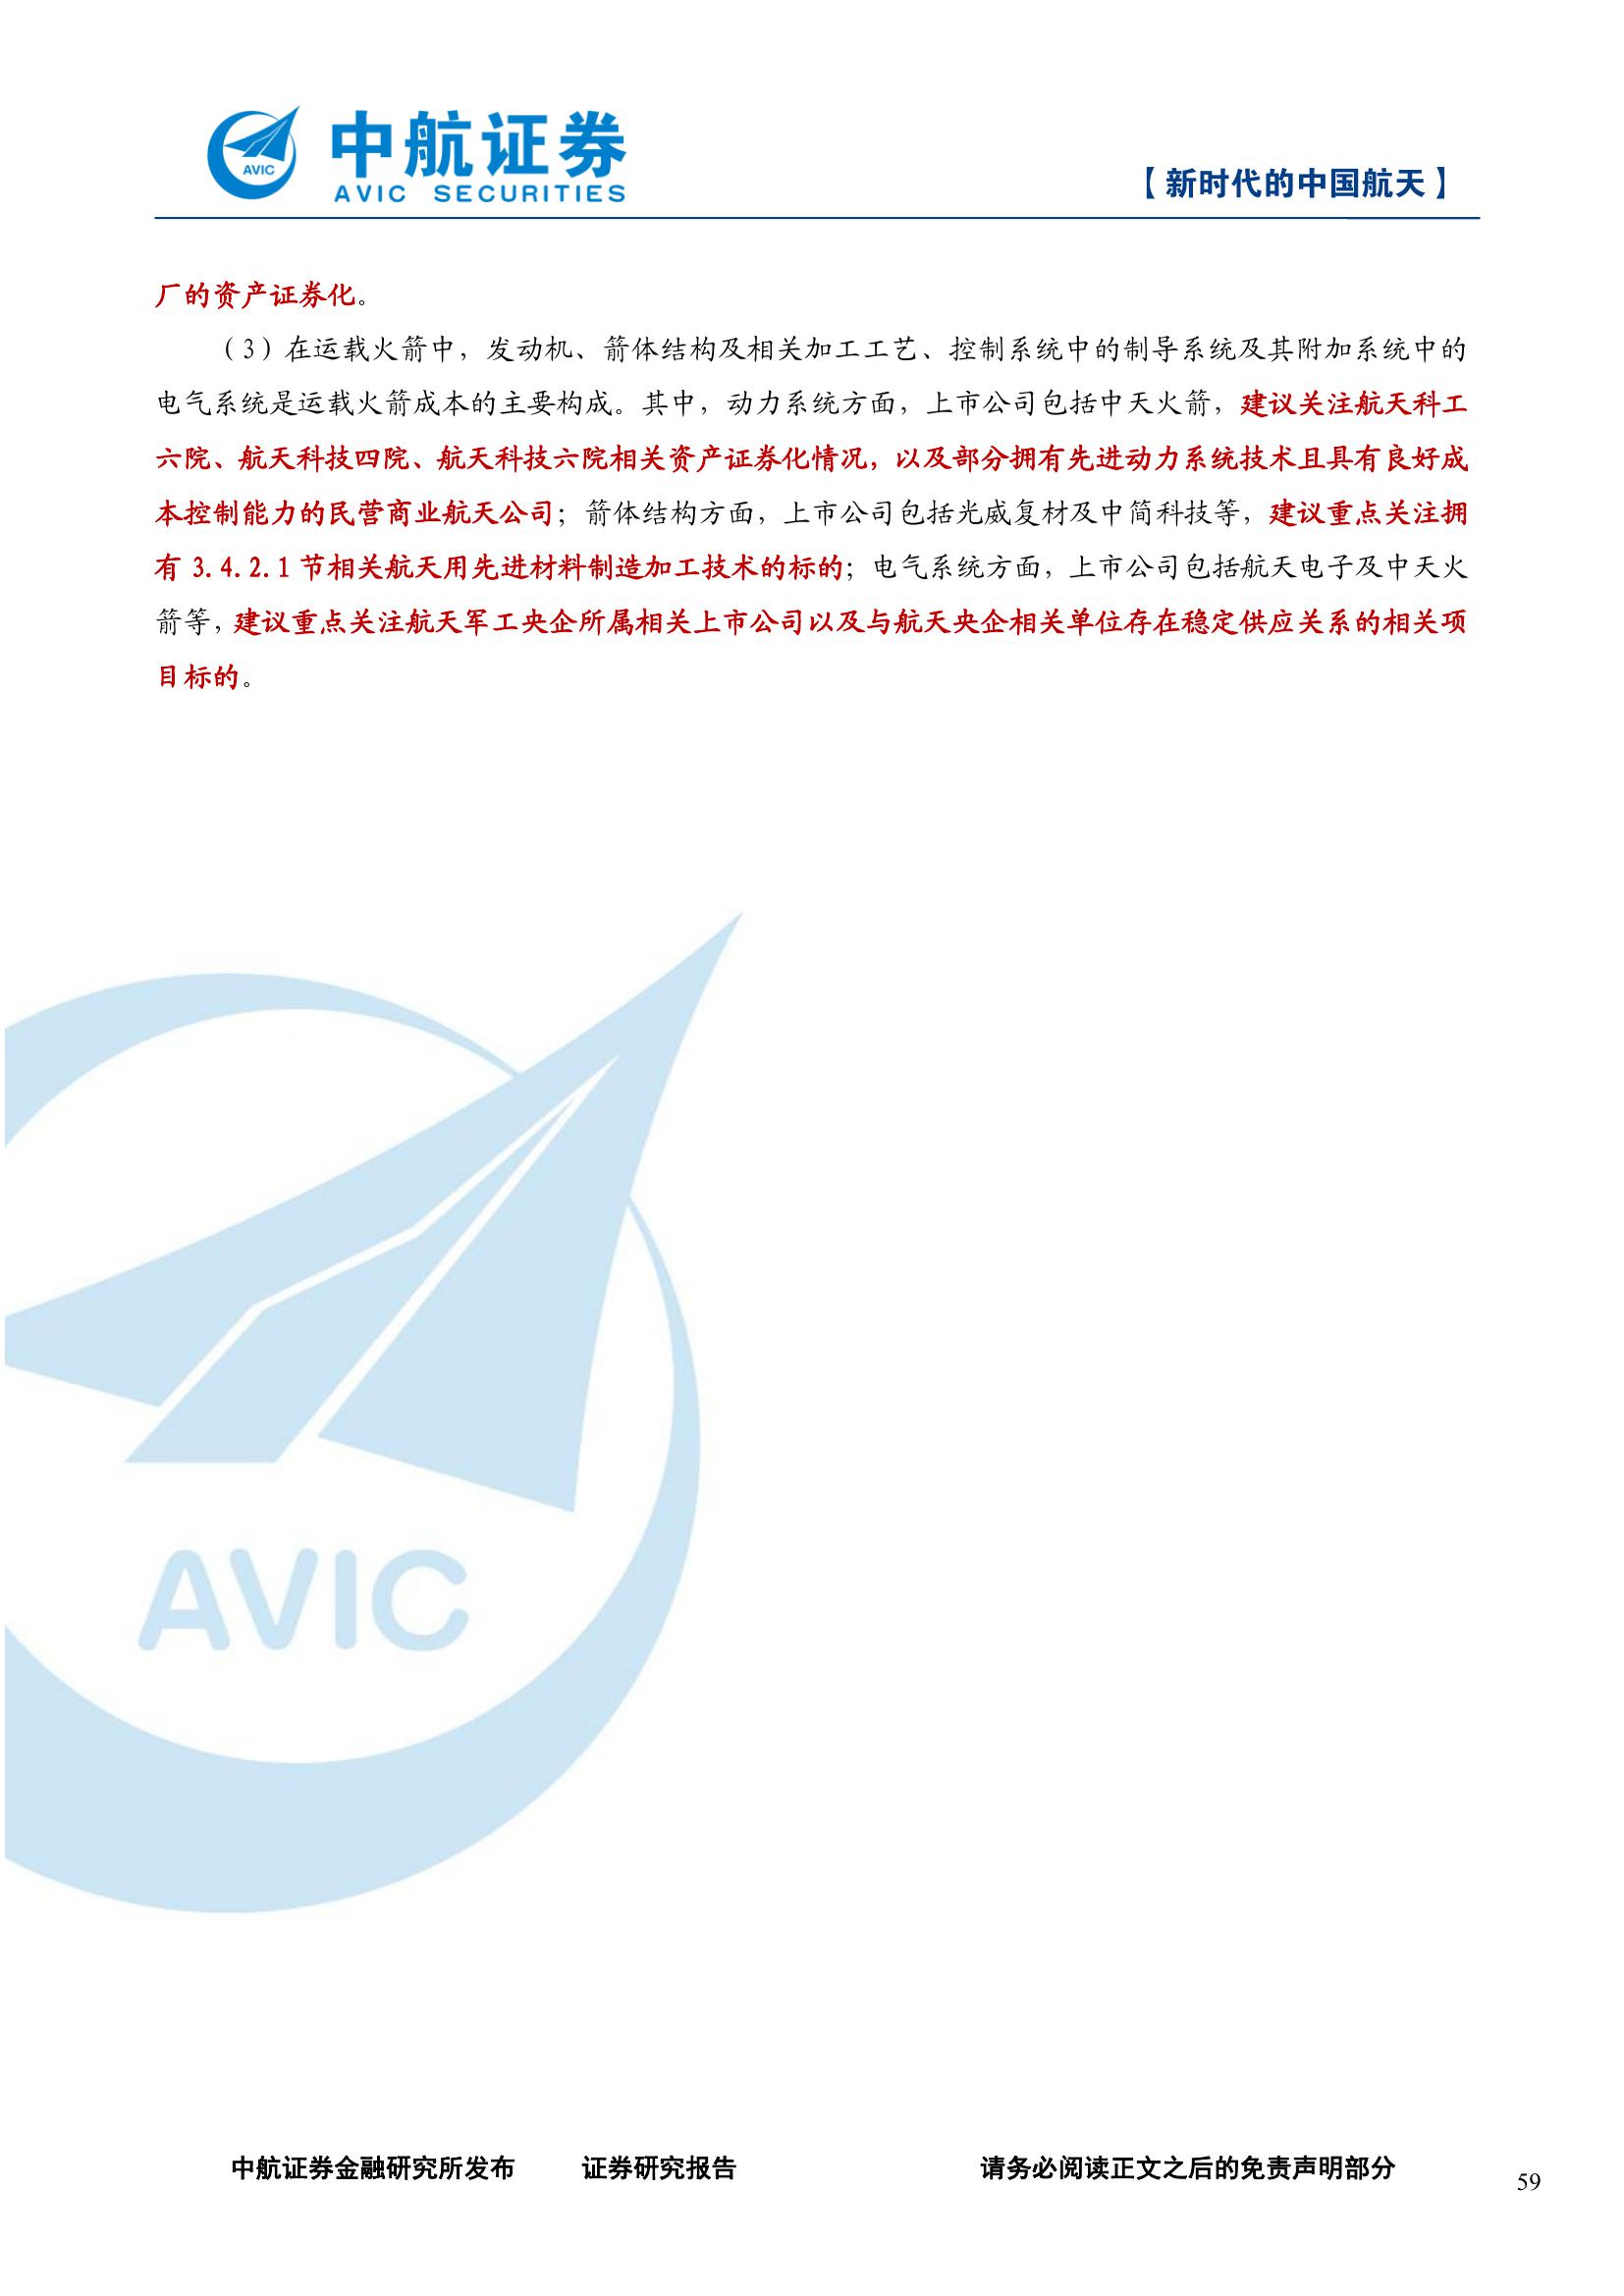 AVIC
中航证券
AVIC SECURITIES
【新时代的中国航天】
厂的资产证券化。
（3）在运载火箭中，发动机、箭体结构及相关加工工艺、控制系统中的制导系统及其附加系统中的
电气系统是运载火箭成本的主要构成。其中，动力系统方面，上市公司包括中天火箭，建议关注航天科工
六院、航天科技四院、航天科技六院相关资产证券化情况，以及部分拥有先进动力系统技术且具有良好成
本控制能力的民营商业航天公司；箭体结构方面，上市公司包括光威复材及中简科技等，建议重点关注拥
有 3.4.2.1 节相关航天用先进材料制造加工技术的标的；电气系统方面，上市公司包括航天电子及中天火
箭等，建议重点关注航天军工央企所属相关上市公司以及与航天央企相关单位存在稳定供应关系的相关项
目标的。
AVIC
中航证券金融研究所发布 证券研究报告 请务必阅读正文之后的免责声明部分
59